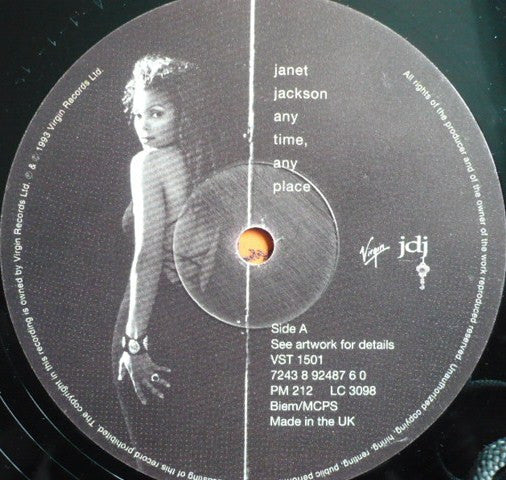 janet
jackson
any
time,
any
place
Virgin
jdj
Side A
See artwork for details
VST 1501
7243 8 92487 6 0
PM 212 LC 3098
Biem/MCPS
Made in the UK
The copyright in this recording is owned by Virgin Records Ltd. ℗ & © 1993 Virgin Records Ltd.
All rights of the producer and of the owner of the work reproduced reserved. Unauthorized copying, hiring, renting, public performance
casting of this record prohibited.